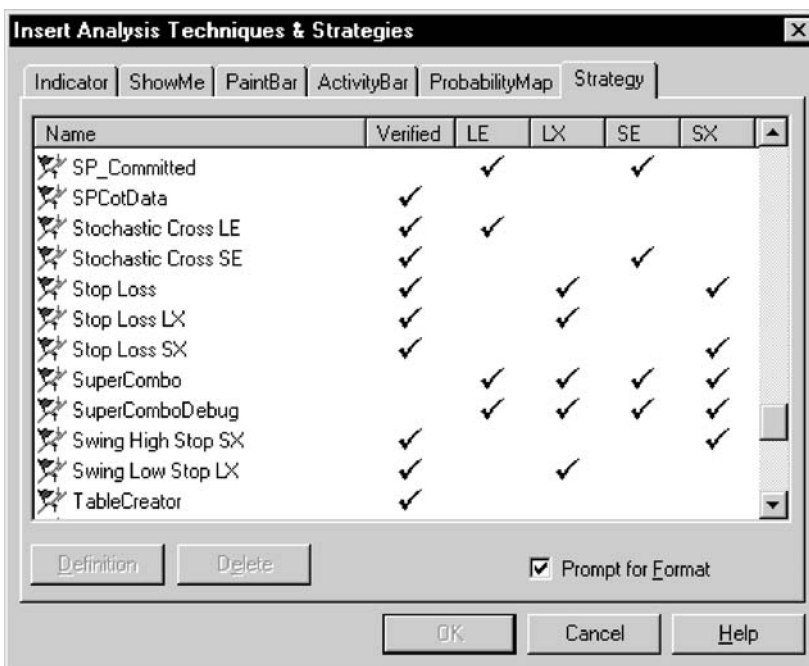 Insert Analysis Techniques & Strategies
Indicator ShowMe PaintBar ActivityBar ProbabilityMap Strategy
Name Verified LE LX SE SX
SP_Committed
SPCotData
Stochastic Cross LE
Stochastic Cross SE
Stop Loss
Stop Loss LX
Stop Loss SX
SuperCombo
SuperComboDebug
Swing High Stop SX
Swing Low Stop LX
TableCreator
Definition Delete Prompt for Format
OK Cancel Help